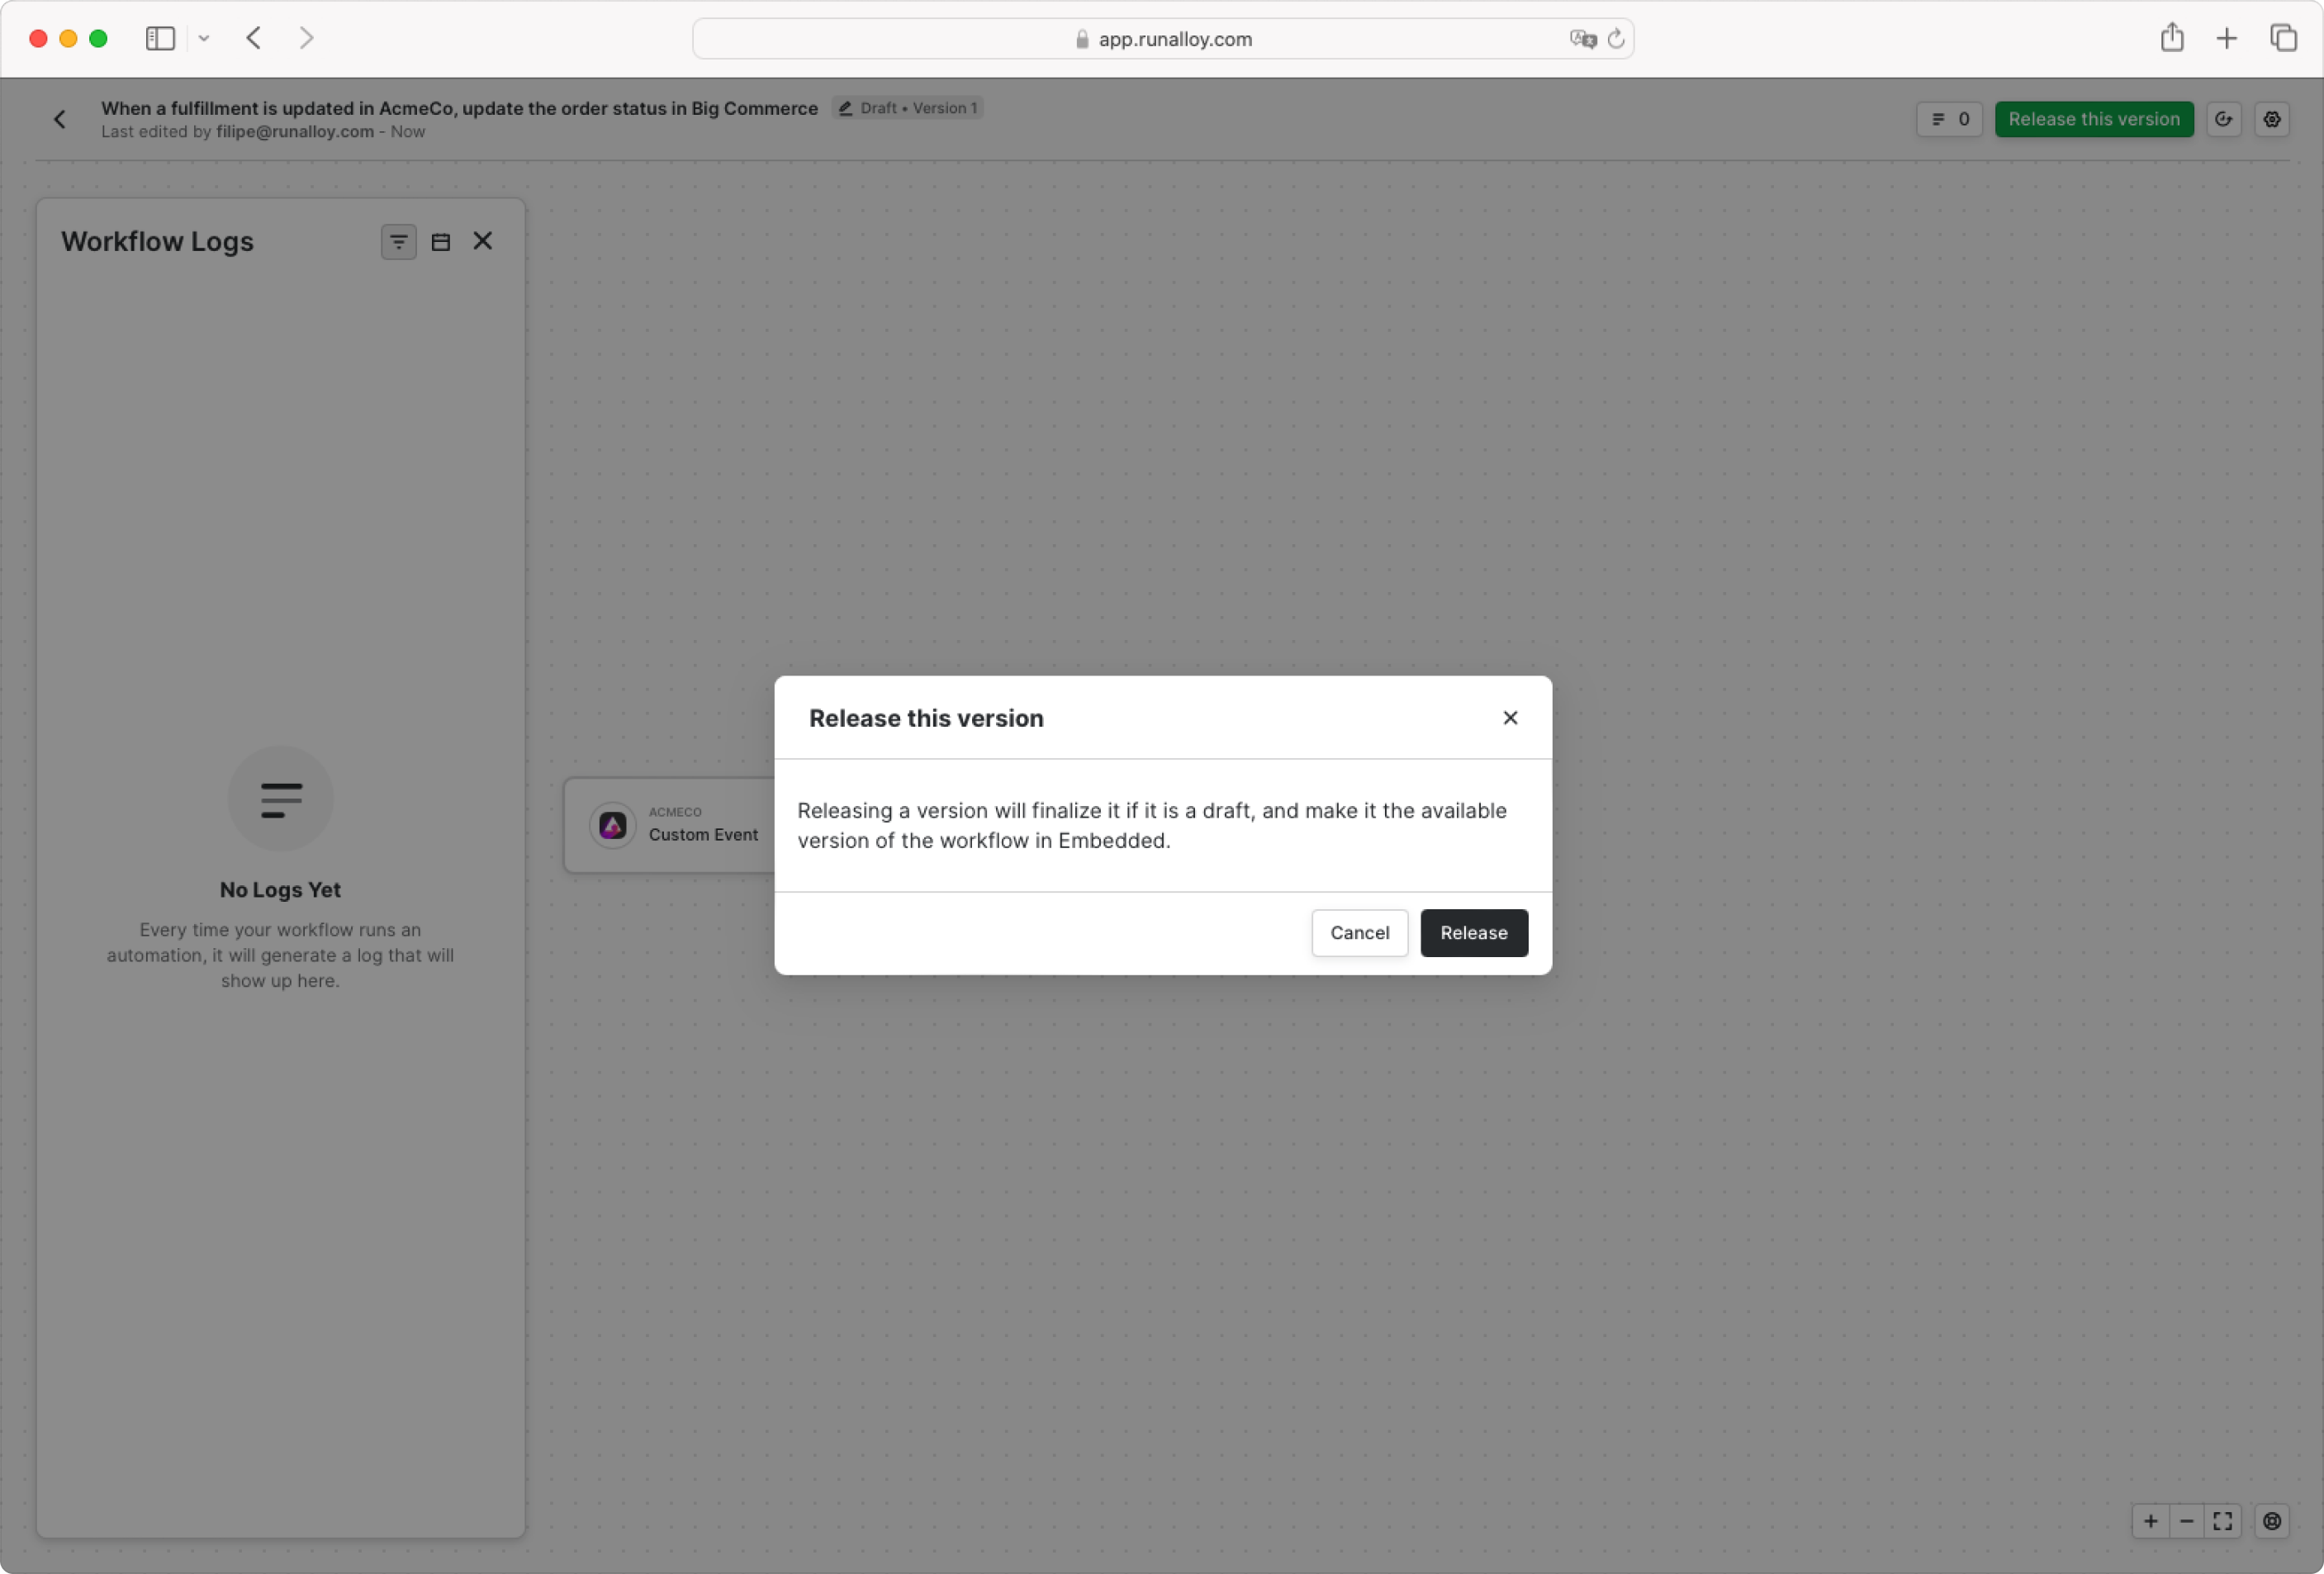 app.runalloy.com
When a fulfillment is updated in AcmeCo, update the order status in Big Commerce
Draft • Version 1
Last edited by filipe@runalloy.com - Now
0
Release this version
Workflow Logs
No Logs Yet
Every time your workflow runs an
automation, it will generate a log that will
show up here.
ACMECO
Custom Event
Release this version
Releasing a version will finalize it if it is a draft, and make it the available
version of the workflow in Embedded.
Cancel
Release